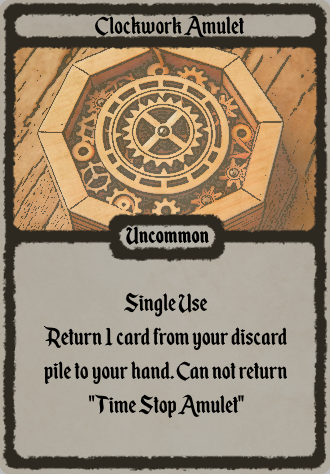 Clockwork Amulet
Uncommon
Single Use
Return 1 card from your discard
pile to your hand. Can not return
"Time Stop Amulet"